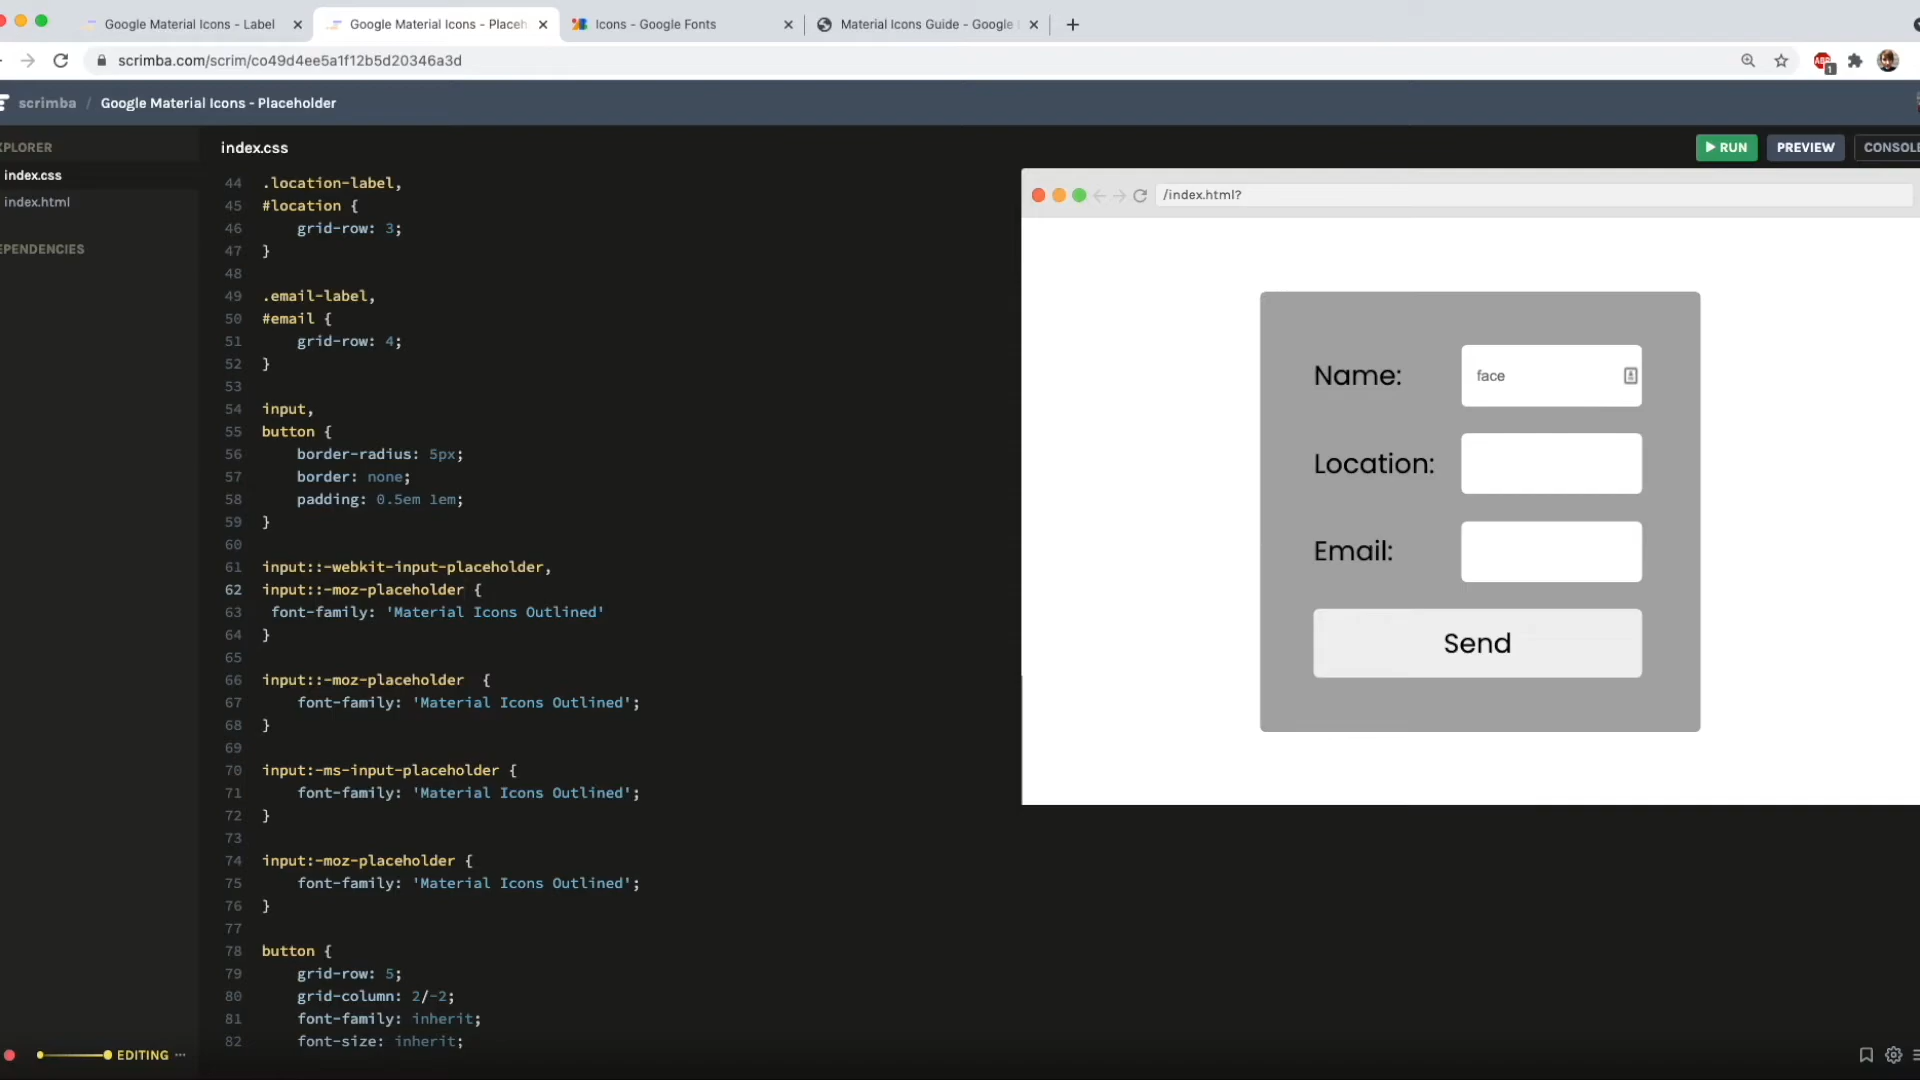 Google Material Icons - Label
Google Material Icons - Placeh
Icons - Google Fonts
Material Icons Guide - Google
scrimba.com/scrim/co49d4ee5a1f12b5d20346a3d
ABP
1
scrimba / Google Material Icons - Placeholder
XPLORER
index.css
index.html
EPENDENCIES
index.css
RUN
PREVIEW
CONSOLE
44 .location-label,
45 #location {
46 grid-row: 3;
47 }
48
49 .email-label,
50 #email {
51 grid-row: 4;
52 }
53
54 input,
55 button {
56 border-radius: 5px;
57 border: none;
58 padding: 0.5em 1em;
59 }
60
61 input::-webkit-input-placeholder,
62 input::-moz-placeholder {
63 font-family: 'Material Icons Outlined'
64 }
65
66 input::-moz-placeholder {
67 font-family: 'Material Icons Outlined';
68 }
69
70 input:-ms-input-placeholder {
71 font-family: 'Material Icons Outlined';
72 }
73
74 input:-moz-placeholder {
75 font-family: 'Material Icons Outlined';
76 }
77
78 button {
79 grid-row: 5;
80 grid-column: 2/-2;
81 font-family: inherit;
82 font-size: inherit;
/index.html?
Name:
face
Location:
Email:
Send
EDITING ···